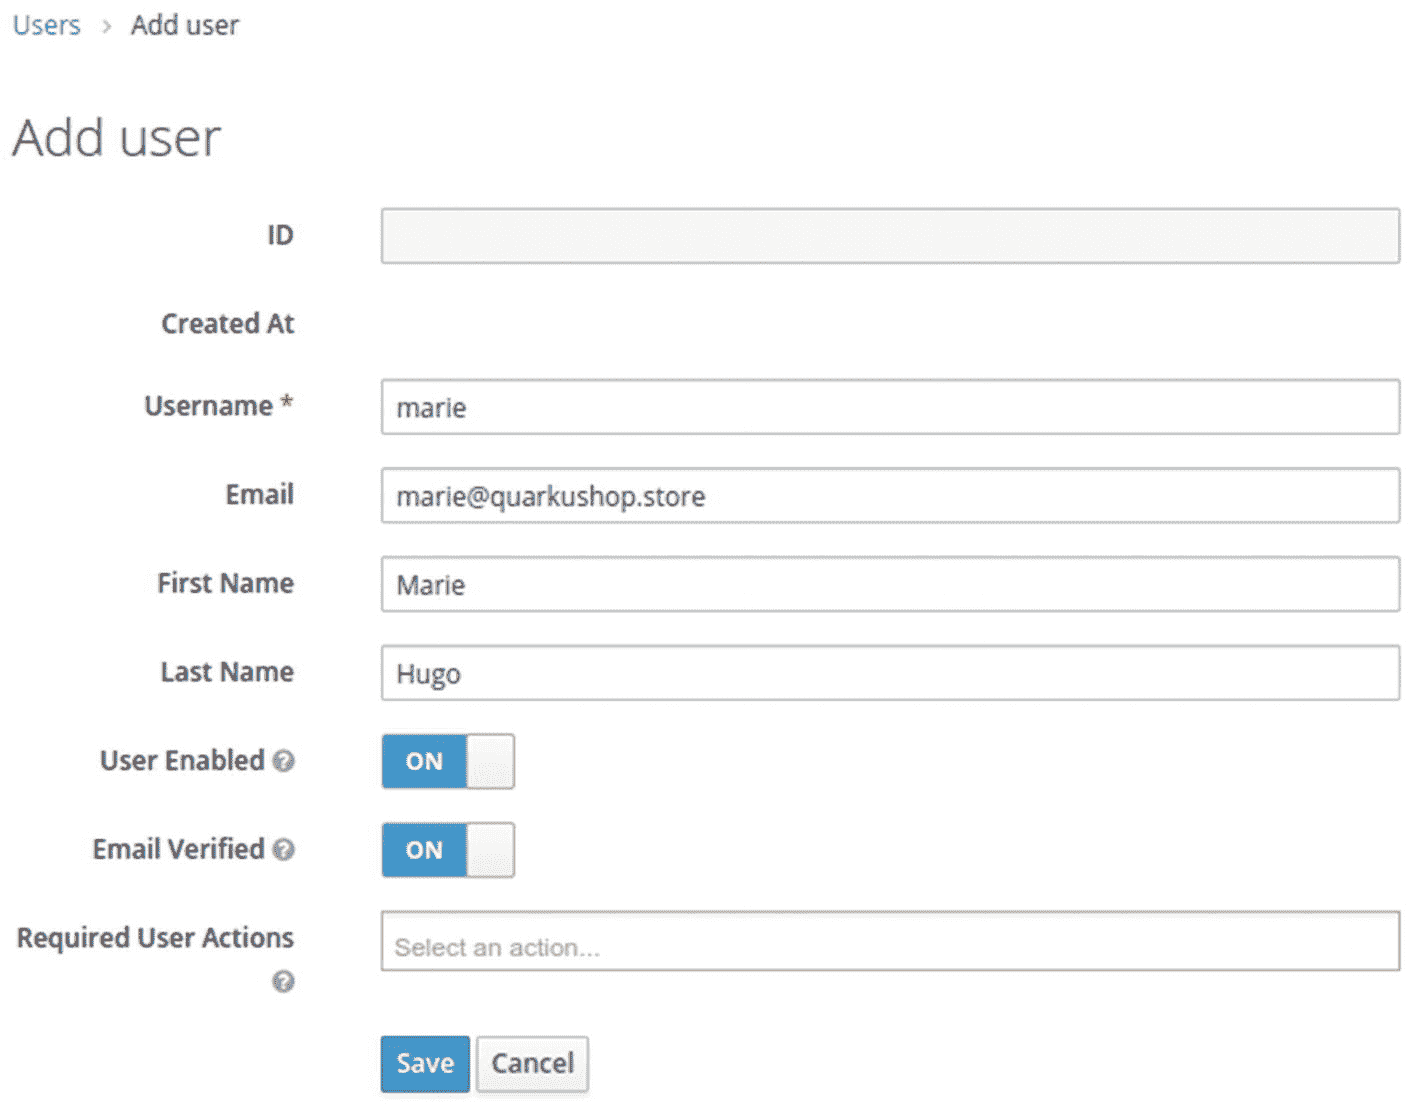 Users > Add user
Add user
ID
Created At
Username * marie
Email marie@quarkushop.store
First Name Marie
Last Name Hugo
User Enabled ? ON
Email Verified ? ON
Required User Actions Select an action...
?
Save Cancel